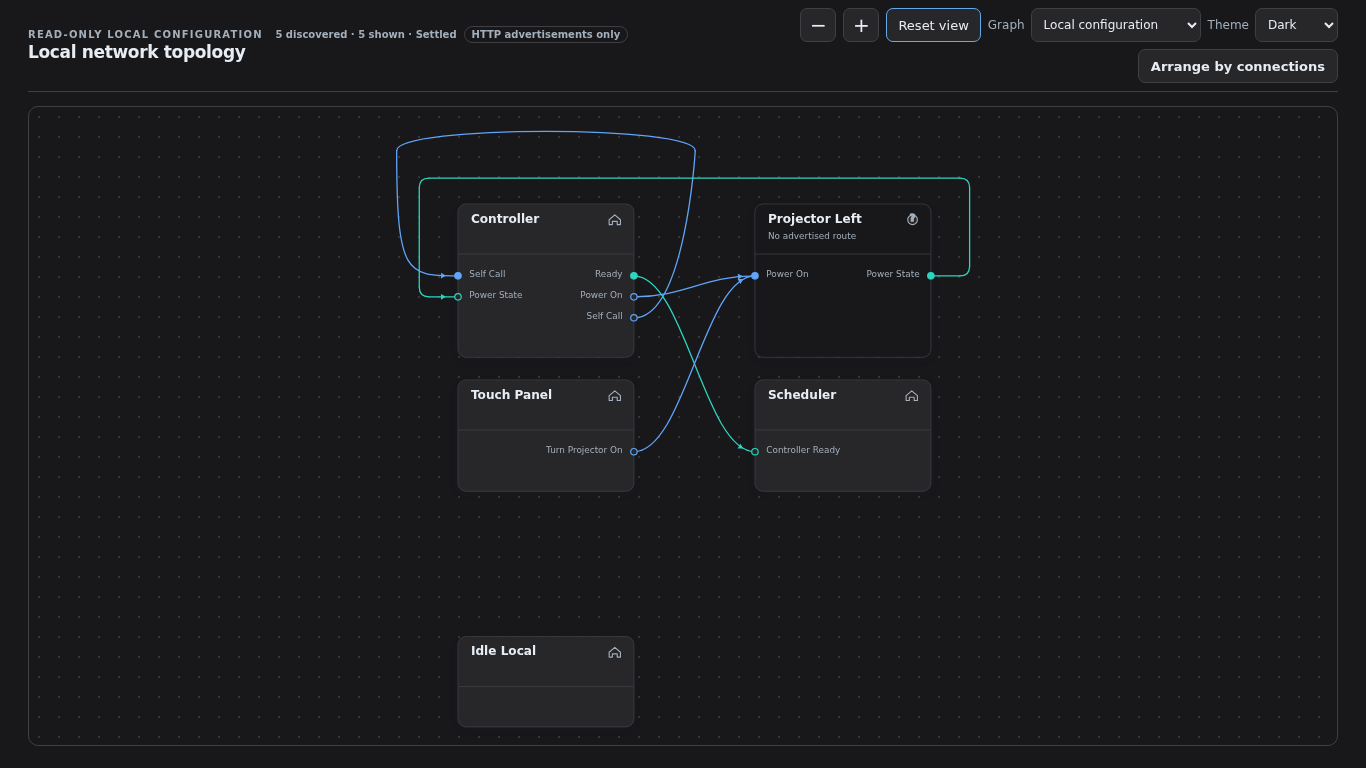 READ-ONLY LOCAL CONFIGURATION 5 discovered · 5 shown · Settled HTTP advertisements only
Local network topology
− + Reset view Graph Local configuration Theme Dark
Arrange by connections
Controller
Self Call Ready
Power State Power On
Self Call
Projector Left
No advertised route
Power On Power State
Touch Panel
Turn Projector On
Scheduler
Controller Ready
Idle Local